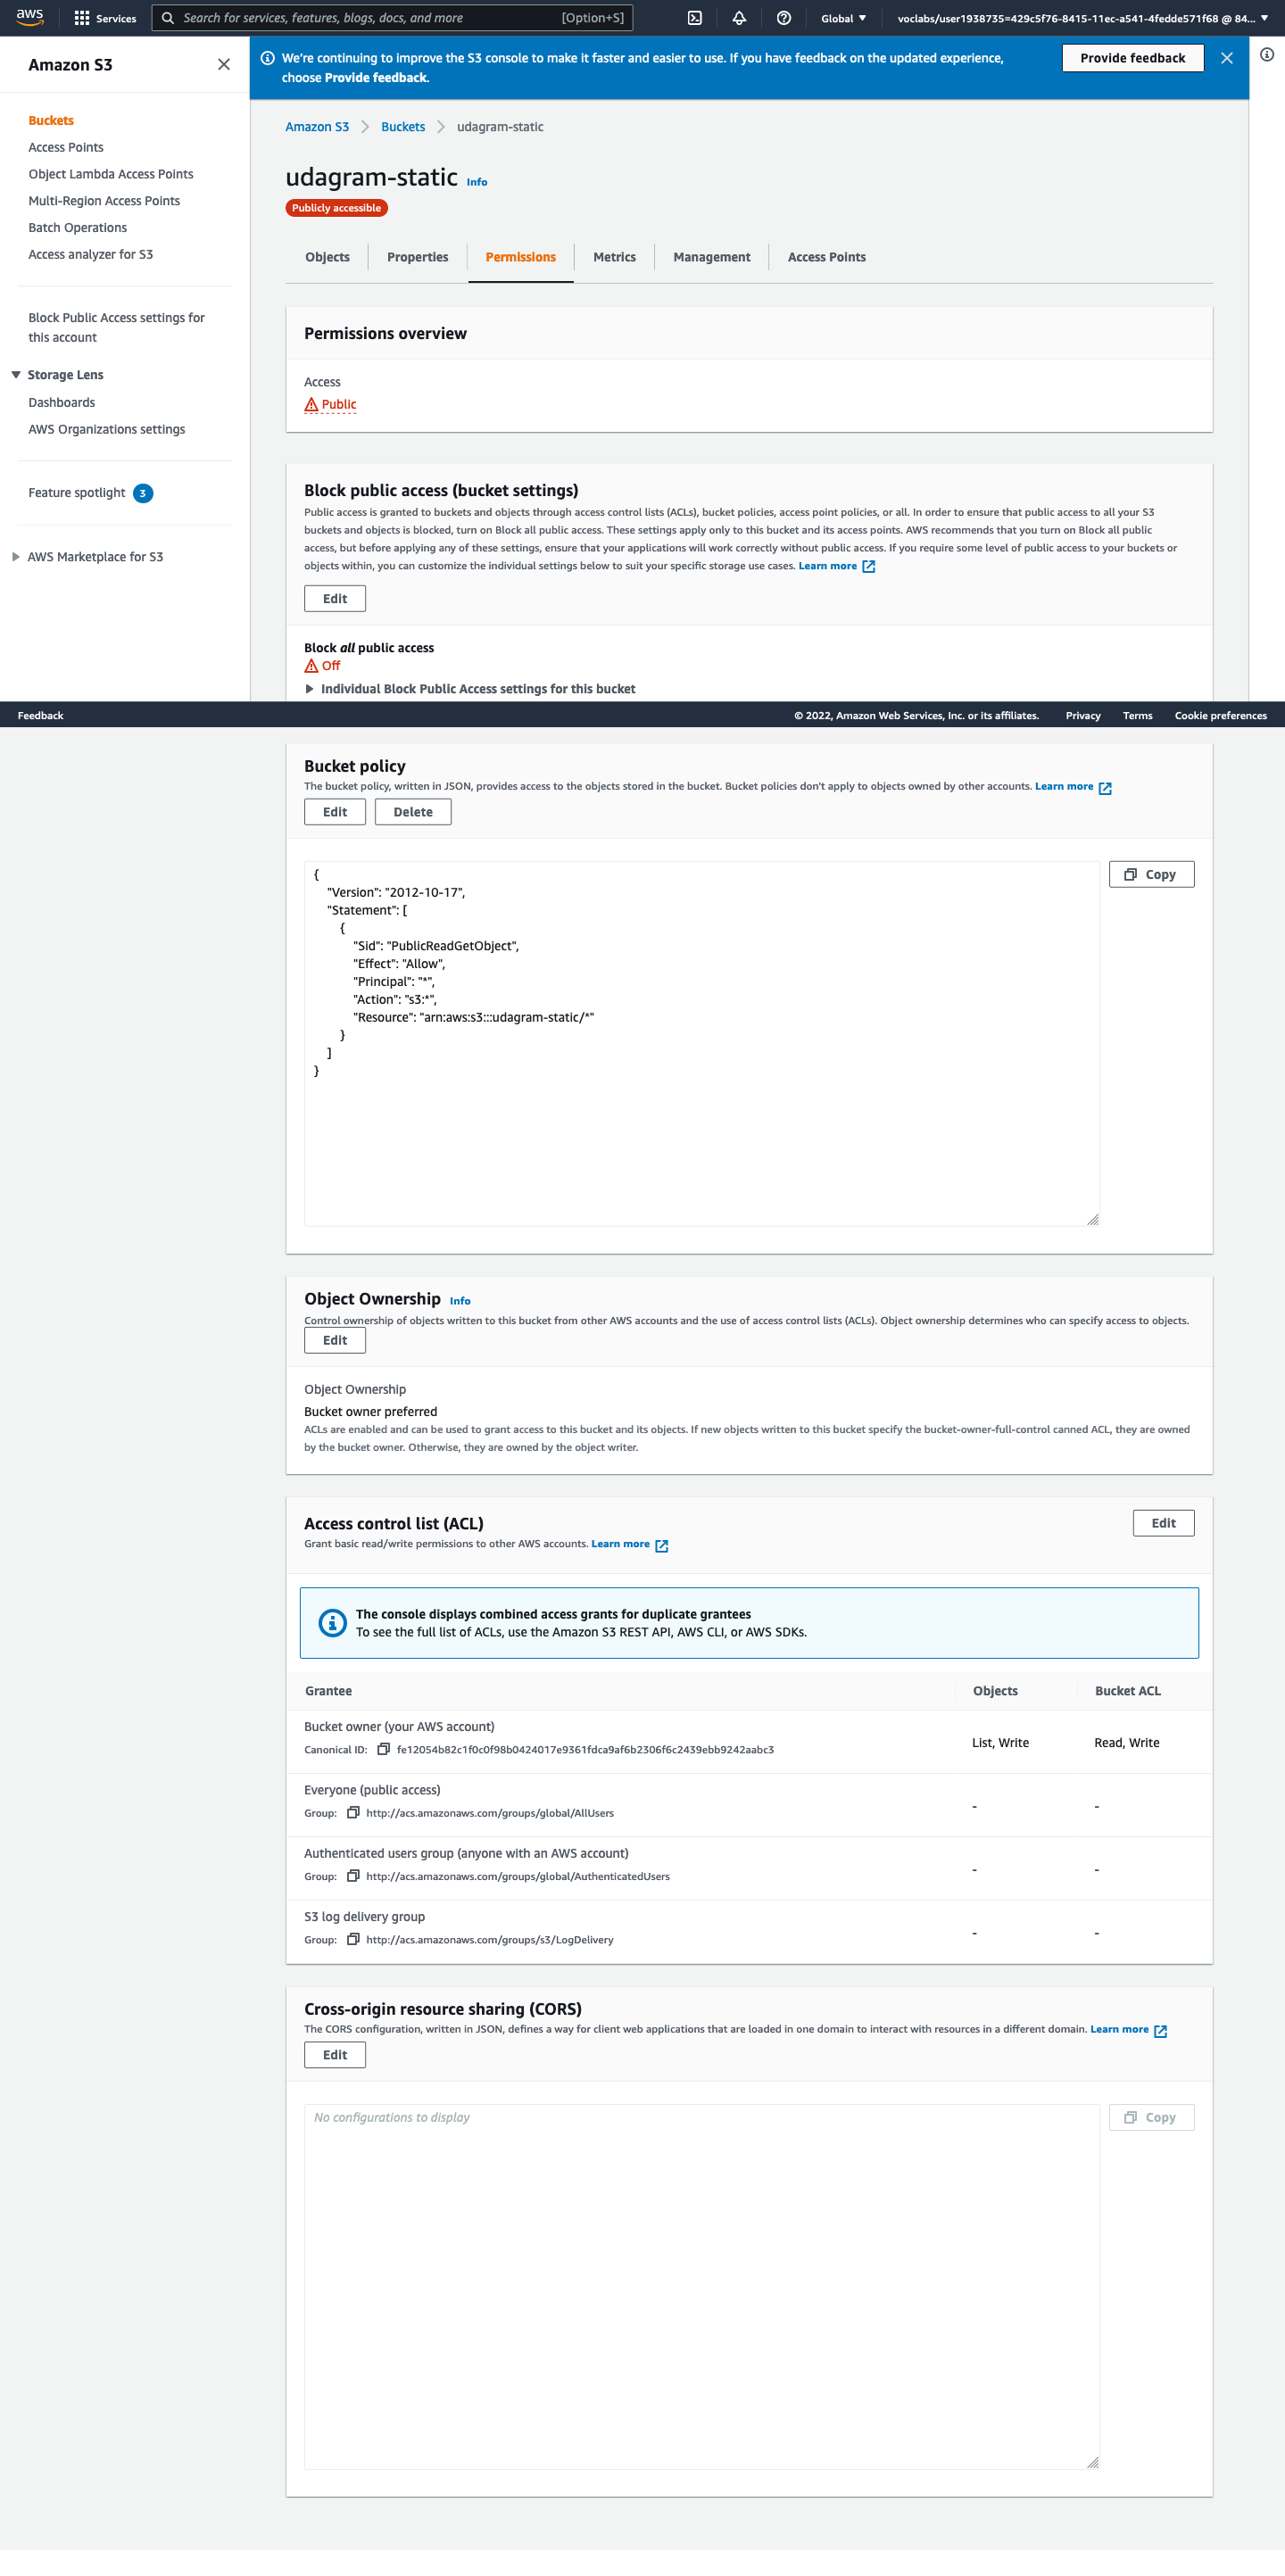 aws
Services
Search for services, features, blogs, docs, and more
[Option+S]
Global
voclabs/user1938735=429c5f76-8415-11ec-a541-4fedde571f68 @ 84...
Amazon S3
Buckets
Access Points
Object Lambda Access Points
Multi-Region Access Points
Batch Operations
Access analyzer for S3
Block Public Access settings for
this account
Storage Lens
Dashboards
AWS Organizations settings
Feature spotlight 3
AWS Marketplace for S3
We're continuing to improve the S3 console to make it faster and easier to use. If you have feedback on the updated experience,
choose Provide feedback.
Provide feedback
Amazon S3
Buckets
udagram-static
udagram-static Info
Publicly accessible
Objects
Properties
Permissions
Metrics
Management
Access Points
Permissions overview
Access
Public
Block public access (bucket settings)
Public access is granted to buckets and objects through access control lists (ACLs), bucket policies, access point policies, or all. In order to ensure that public access to all your S3
buckets and objects is blocked, turn on Block all public access. These settings apply only to this bucket and its access points. AWS recommends that you turn on Block all public
access, but before applying any of these settings, ensure that your applications will work correctly without public access. If you require some level of public access to your buckets or
objects within, you can customize the individual settings below to suit your specific storage use cases. Learn more
Edit
Block all public access
Off
Individual Block Public Access settings for this bucket
Feedback
© 2022, Amazon Web Services, Inc. or its affiliates.
Privacy
Terms
Cookie preferences
Bucket policy
The bucket policy, written in JSON, provides access to the objects stored in the bucket. Bucket policies don't apply to objects owned by other accounts. Learn more
Edit
Delete
Copy
{
"Version": "2012-10-17",
"Statement": [
{
"Sid": "PublicReadGetObject",
"Effect": "Allow",
"Principal": "*",
"Action": "s3:*",
"Resource": "arn:aws:s3:::udagram-static/*"
}
]
}
Object Ownership Info
Control ownership of objects written to this bucket from other AWS accounts and the use of access control lists (ACLs). Object ownership determines who can specify access to objects.
Edit
Object Ownership
Bucket owner preferred
ACLs are enabled and can be used to grant access to this bucket and its objects. If new objects written to this bucket specify the bucket-owner-full-control canned ACL, they are owned
by the bucket owner. Otherwise, they are owned by the object writer.
Access control list (ACL)
Edit
Grant basic read/write permissions to other AWS accounts. Learn more
The console displays combined access grants for duplicate grantees
To see the full list of ACLs, use the Amazon S3 REST API, AWS CLI, or AWS SDKs.
Grantee
Objects
Bucket ACL
Bucket owner (your AWS account)
Canonical ID: fe12054b82c1f0c0f98b0424017e9361fdca9af6b2306f6c2439ebb9242aabc3
List, Write
Read, Write
Everyone (public access)
Group: http://acs.amazonaws.com/groups/global/AllUsers
-
-
Authenticated users group (anyone with an AWS account)
Group: http://acs.amazonaws.com/groups/global/AuthenticatedUsers
-
-
S3 log delivery group
Group: http://acs.amazonaws.com/groups/s3/LogDelivery
-
-
Cross-origin resource sharing (CORS)
The CORS configuration, written in JSON, defines a way for client web applications that are loaded in one domain to interact with resources in a different domain. Learn more
Edit
No configurations to display
Copy